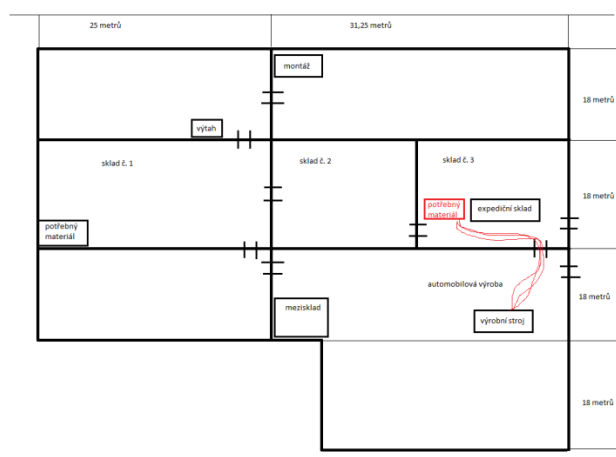 25 metrů
31,25 metrů
montáž
18 metrů
výtah
sklad č. 1
sklad č. 2
sklad č. 3
18 metrů
potřebný
materiál
expediční sklad
potřebný
materiál
automobilová výroba
mezisklad
18 metrů
výrobní stroj
18 metrů